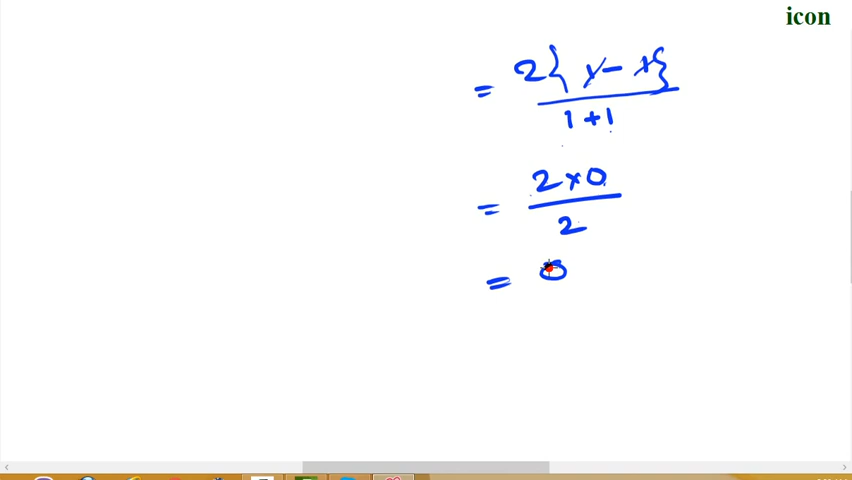 icon
= 2{ 1 - 1}
1 + 1
= 2 × 0
2
= 0